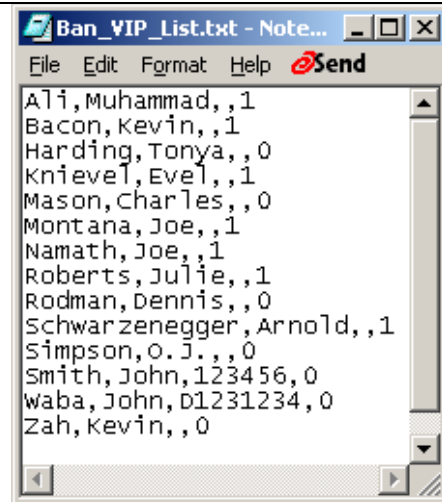 Ban_VIP_List.txt - Note...
File Edit Format Help Send
Ali,Muhammad,,1
Bacon,Kevin,,1
Harding,Tonya,,0
Knievel,Evel,,1
Mason,Charles,,0
Montana,Joe,,1
Namath,Joe,,1
Roberts,Julie,,1
Rodman,Dennis,,0
Schwarzenegger,Arnold,,1
Simpson,O.J.,,0
Smith,John,123456,0
Waba,John,D1231234,0
Zah,Kevin,,0